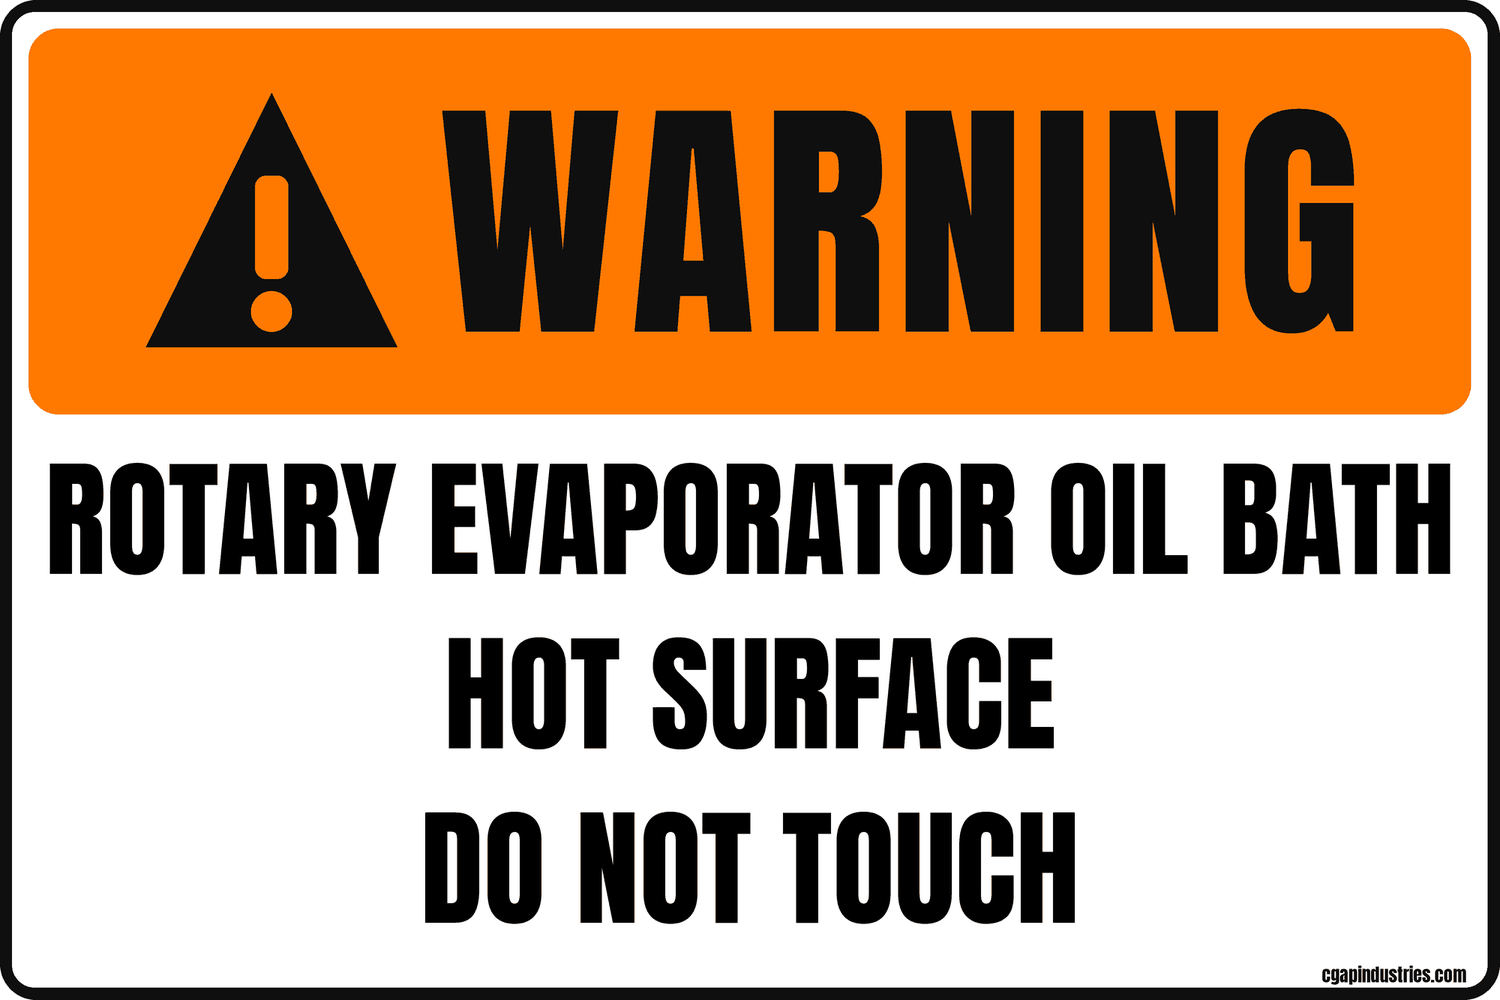 WARNING
ROTARY EVAPORATOR OIL BATH
HOT SURFACE
DO NOT TOUCH
cgapindustries.com